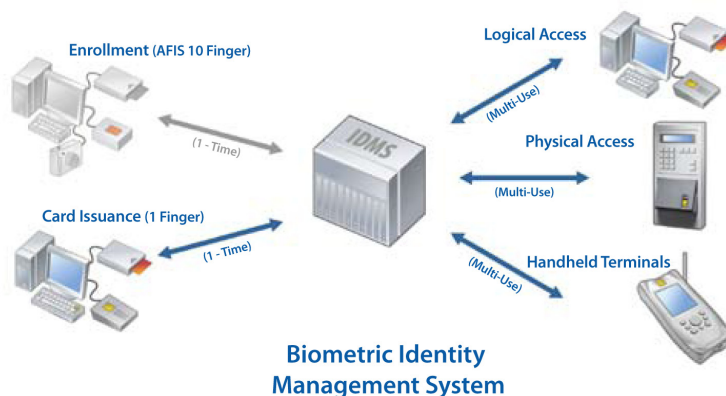 Enrollment (AFIS 10 Finger)
Logical Access
(Multi-Use)
(1 - Time)
IDMS
Physical Access
(Multi-Use)
Card Issuance (1 Finger)
(1 - Time)
Handheld Terminals
(Multi-Use)
Biometric Identity
Management System